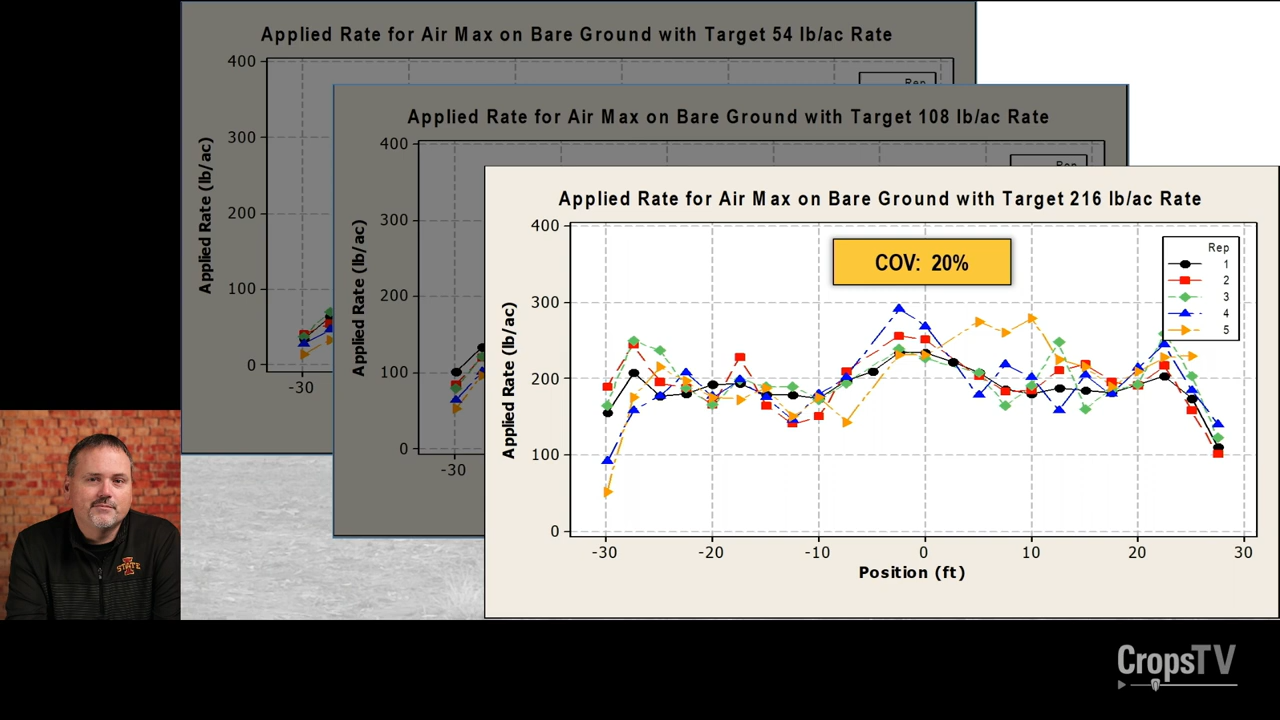 Applied Rate for Air Max on Bare Ground with Target 54 lb/ac Rate
400
300
200
100
0
-30
Applied Rate (lb/ac)
Rep
Applied Rate for Air Max on Bare Ground with Target 108 lb/ac Rate
400
300
200
100
0
-30
Applied Rate (lb/ac)
Rep
Applied Rate for Air Max on Bare Ground with Target 216 lb/ac Rate
COV: 20%
Rep
1
2
3
4
5
400
300
200
100
0
Applied Rate (lb/ac)
-30 -20 -10 0 10 20 30
Position (ft)
STATE
CropsTV